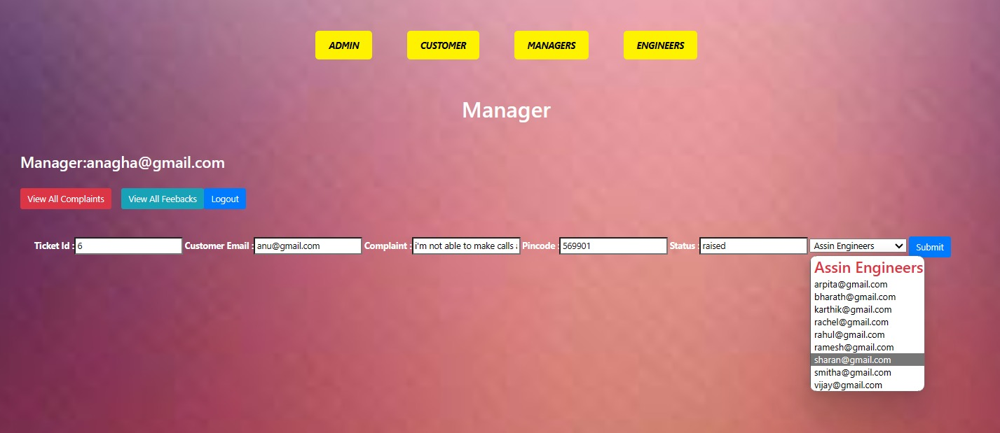 ADMIN CUSTOMER MANAGERS ENGINEERS
Manager
Manager:anagha@gmail.com
View All Complaints View All Feebacks Logout
Ticket Id : 6 Customer Email : anu@gmail.com Complaint : i'm not able to make calls Pincode : 569901 Status : raised Assin Engineers Submit
Assin Engineers
arpita@gmail.com
bharath@gmail.com
karthik@gmail.com
rachel@gmail.com
rahul@gmail.com
ramesh@gmail.com
sharan@gmail.com
smitha@gmail.com
vijay@gmail.com